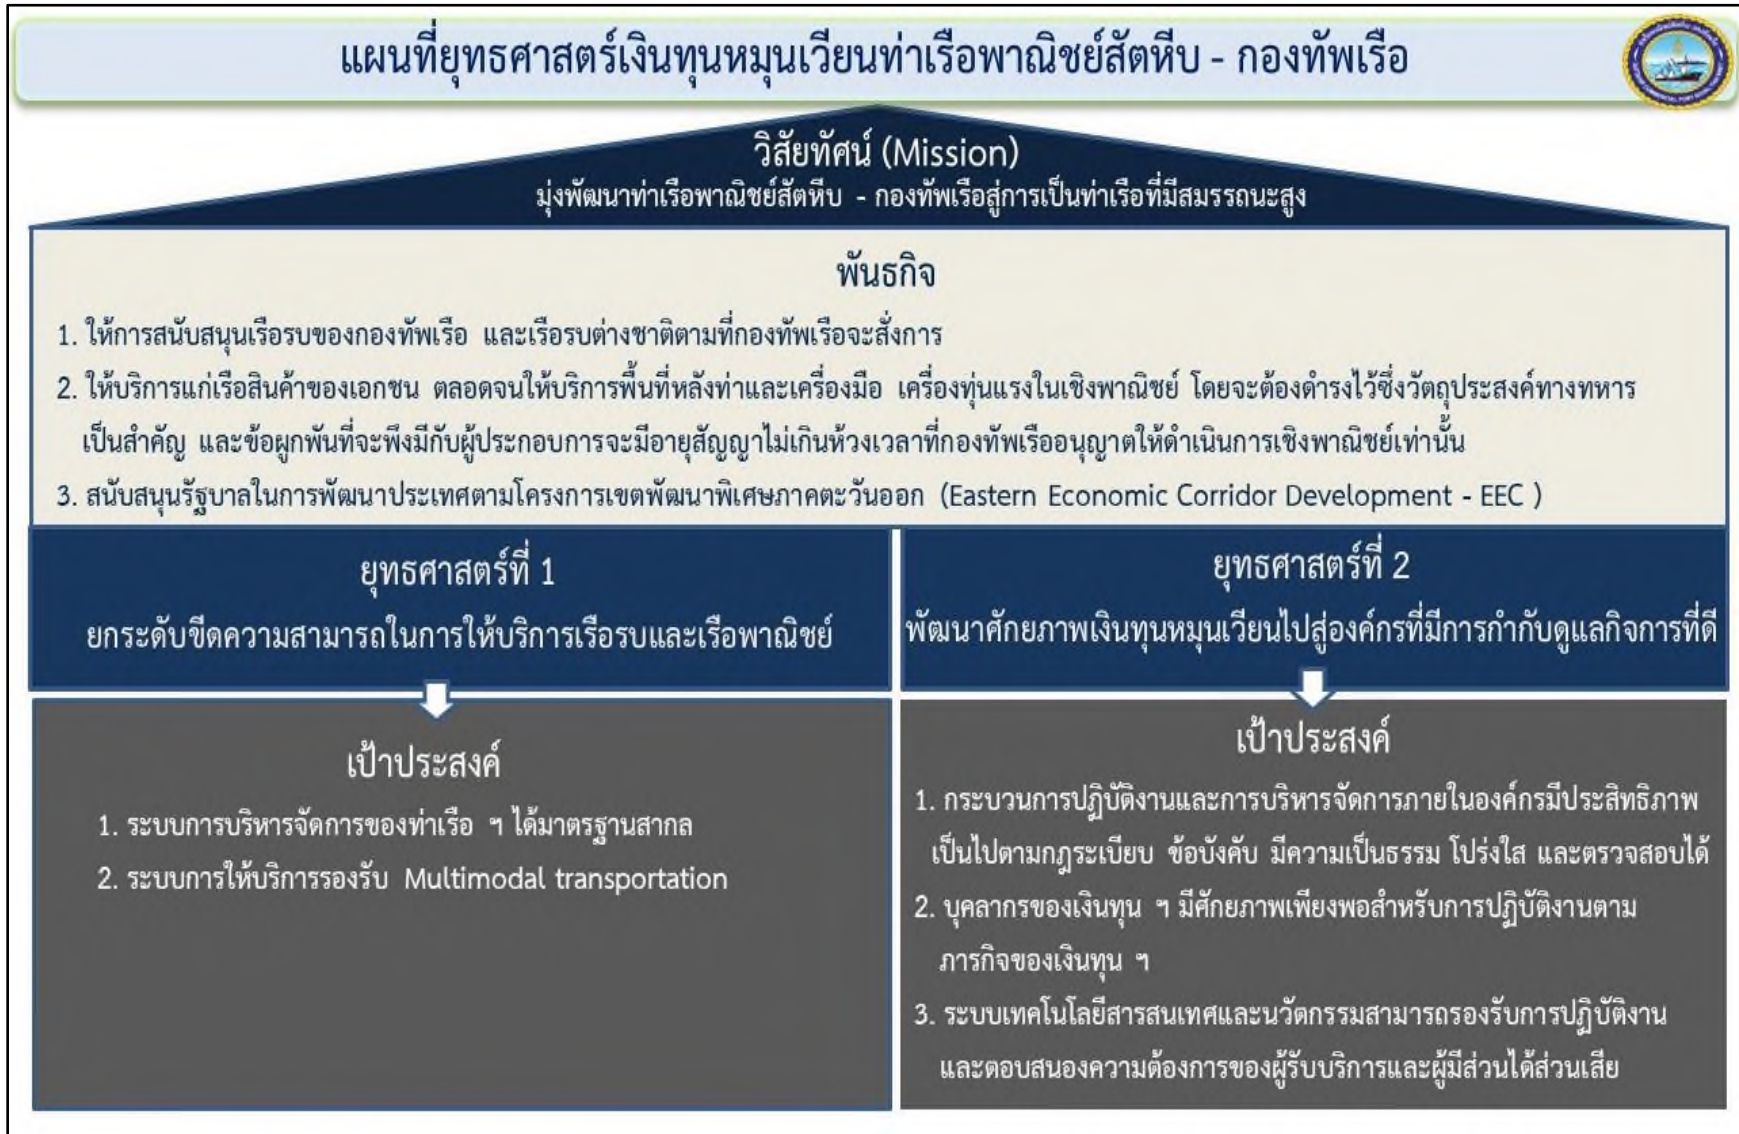 แผนที่ยุทธศาสตร์เงินทุนหมุนเวียนท่าเรือพาณิชย์สัตหีบ - กองทัพเรือ
วิสัยทัศน์ (Mission)
มุ่งพัฒนาท่าเรือพาณิชย์สัตหีบ - กองทัพเรือสู่การเป็นท่าเรือที่มีสมรรถนะสูง
พันธกิจ
1. ให้การสนับสนุนเรือรบของกองทัพเรือ และเรือรบต่างชาติตามที่กองทัพเรือจะสั่งการ
2. ให้บริการแก่เรือสินค้าของเอกชน ตลอดจนให้บริการพื้นที่หลังท่าและเครื่องมือ เครื่องทุ่นแรงในเชิงพาณิชย์ โดยจะต้องดำรงไว้ซึ่งวัตถุประสงค์ทางทหาร
เป็นสำคัญ และข้อผูกพันที่จะพึงมีกับผู้ประกอบการจะมีอายุสัญญาไม่เกินห้วงเวลาที่กองทัพเรืออนุญาตให้ดำเนินการเชิงพาณิชย์เท่านั้น
3. สนับสนุนรัฐบาลในการพัฒนาประเทศตามโครงการเขตพัฒนาพิเศษภาคตะวันออก (Eastern Economic Corridor Development - EEC )
ยุทธศาสตร์ที่ 1
ยกระดับขีดความสามารถในการให้บริการเรือรบและเรือพาณิชย์
เป้าประสงค์
1. ระบบการบริหารจัดการของท่าเรือ ฯ ได้มาตรฐานสากล
2. ระบบการให้บริการรองรับ Multimodal transportation
ยุทธศาสตร์ที่ 2
พัฒนาศักยภาพเงินทุนหมุนเวียนไปสู่องค์กรที่มีการกำกับดูแลกิจการที่ดี
เป้าประสงค์
1. กระบวนการปฏิบัติงานและการบริหารจัดการภายในองค์กรมีประสิทธิภาพ
เป็นไปตามกฎระเบียบ ข้อบังคับ มีความเป็นธรรม โปร่งใส และตรวจสอบได้
2. บุคลากรของเงินทุน ฯ มีศักยภาพเพียงพอสำหรับการปฏิบัติงานตาม
ภารกิจของเงินทุน ฯ
3. ระบบเทคโนโลยีสารสนเทศและนวัตกรรมสามารถรองรับการปฏิบัติงาน
และตอบสนองความต้องการของผู้รับบริการและผู้มีส่วนได้ส่วนเสีย